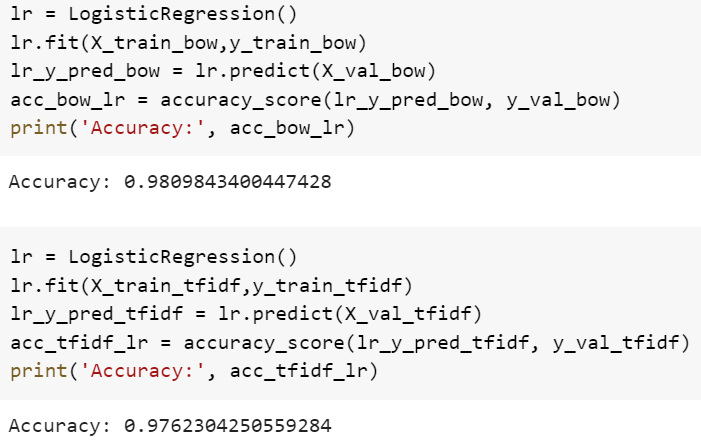 lr = LogisticRegression()
lr.fit(X_train_bow,y_train_bow)
lr_y_pred_bow = lr.predict(X_val_bow)
acc_bow_lr = accuracy_score(lr_y_pred_bow, y_val_bow)
print('Accuracy:', acc_bow_lr)
Accuracy: 0.9809843400447428
lr = LogisticRegression()
lr.fit(X_train_tfidf,y_train_tfidf)
lr_y_pred_tfidf = lr.predict(X_val_tfidf)
acc_tfidf_lr = accuracy_score(lr_y_pred_tfidf, y_val_tfidf)
print('Accuracy:', acc_tfidf_lr)
Accuracy: 0.9762304250559284